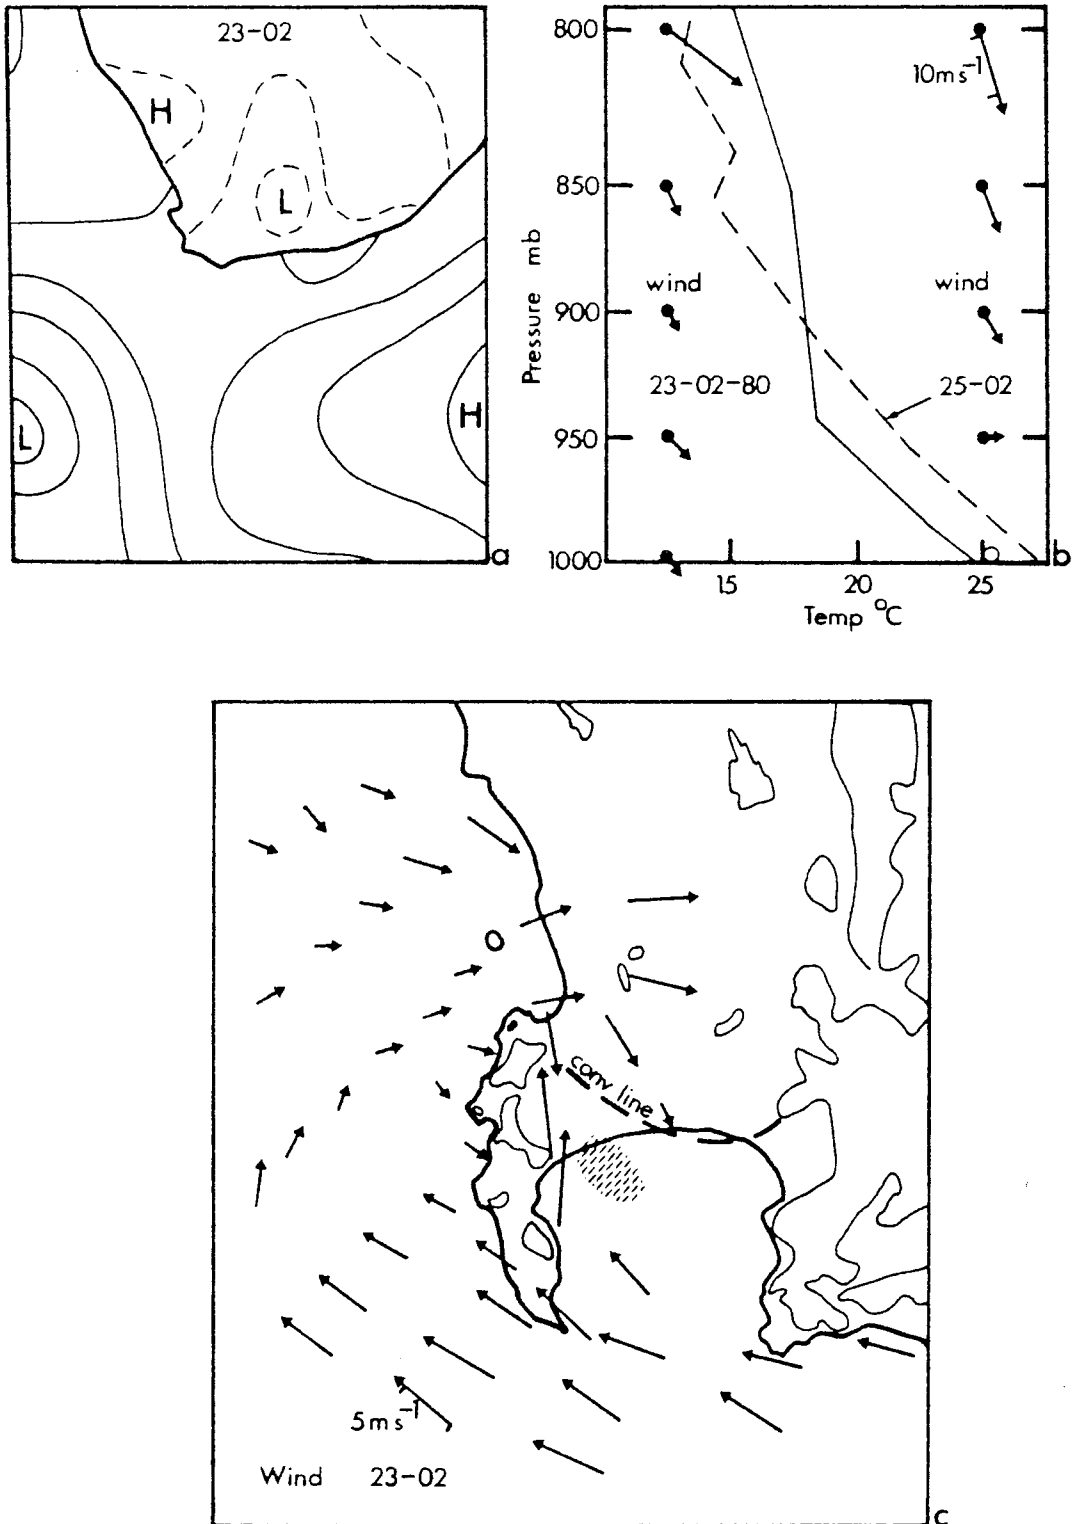 23-02
H
L
L
H
a
800
850
900
950
1000
Pressure mb
15
20
25
Temp °C
wind
wind
10ms⁻¹
23-02-80
25-02
b
conv line
5ms⁻¹
Wind 23-02
c